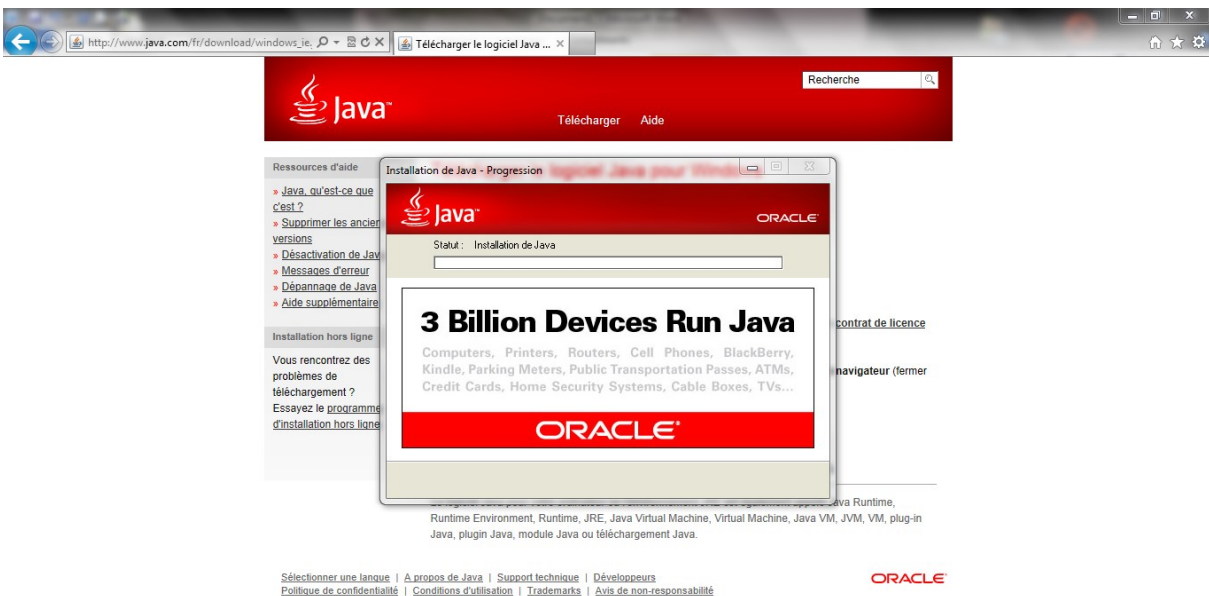 http://www.java.com/fr/download/windows_ie.
Télécharger le logiciel Java ...
Java
Recherche
Télécharger Aide
Ressources d'aide
» Java, qu'est-ce que
c'est ?
» Supprimer les ancien
versions
» Désactivation de Jav
» Messages d'erreur
» Dépannage de Java
» Aide supplémentaire
Installation hors ligne
Vous rencontrez des
problèmes de
téléchargement ?
Essayez le programme
d'installation hors ligne
Installation de Java - Progression
logiciel Java pour Windows
Java
ORACLE
Statut : Installation de Java
3 Billion Devices Run Java
Computers, Printers, Routers, Cell Phones, BlackBerry,
Kindle, Parking Meters, Public Transportation Passes, ATMs,
Credit Cards, Home Security Systems, Cable Boxes, TVs...
ORACLE
contrat de licence
navigateur (fermer
Java Runtime,
Runtime Environment, Runtime, JRE, Java Virtual Machine, Virtual Machine, Java VM, JVM, VM, plug-in
Java, plugin Java, module Java ou téléchargement Java.
Sélectionner une langue | A propos de Java | Support technique | Développeurs
Politique de confidentialité | Conditions d'utilisation | Trademarks | Avis de non-responsabilité
ORACLE